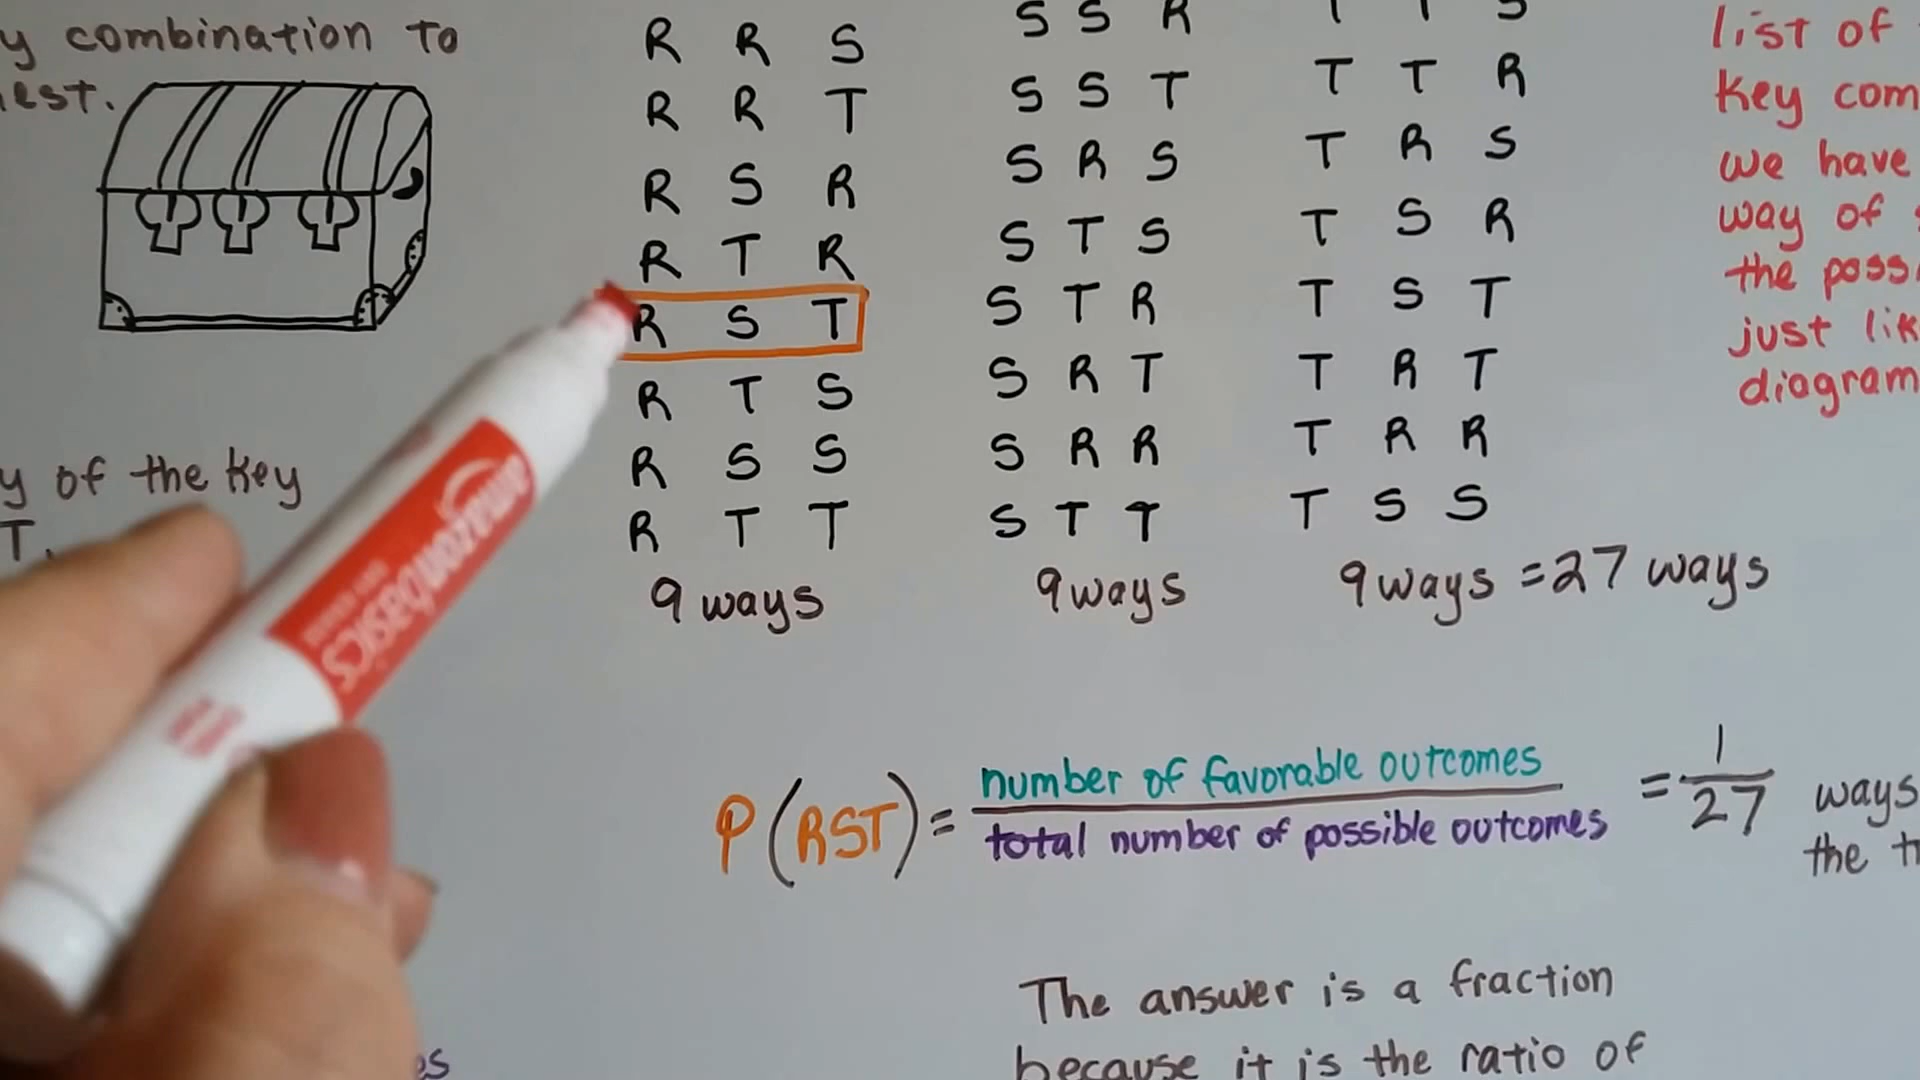 y combination to
est.
y of the key
T.
R R S
R R T
R S R
R T R
R S T
R T S
R S S
R T T
9 ways
S S R
S S T
S R S
S T S
S T R
S R T
S R R
S T T
9 ways
T T S
T T R
T R S
T S R
T S T
T R T
T R R
T S S
9 ways = 27 ways
list of
key com
we have
way of
the poss
just lik
diagram
P(RST) = number of favorable outcomes
total number of possible outcomes
= 1
27
ways
the t
The answer is a fraction
because it is the ratio of
es
amazonbasics